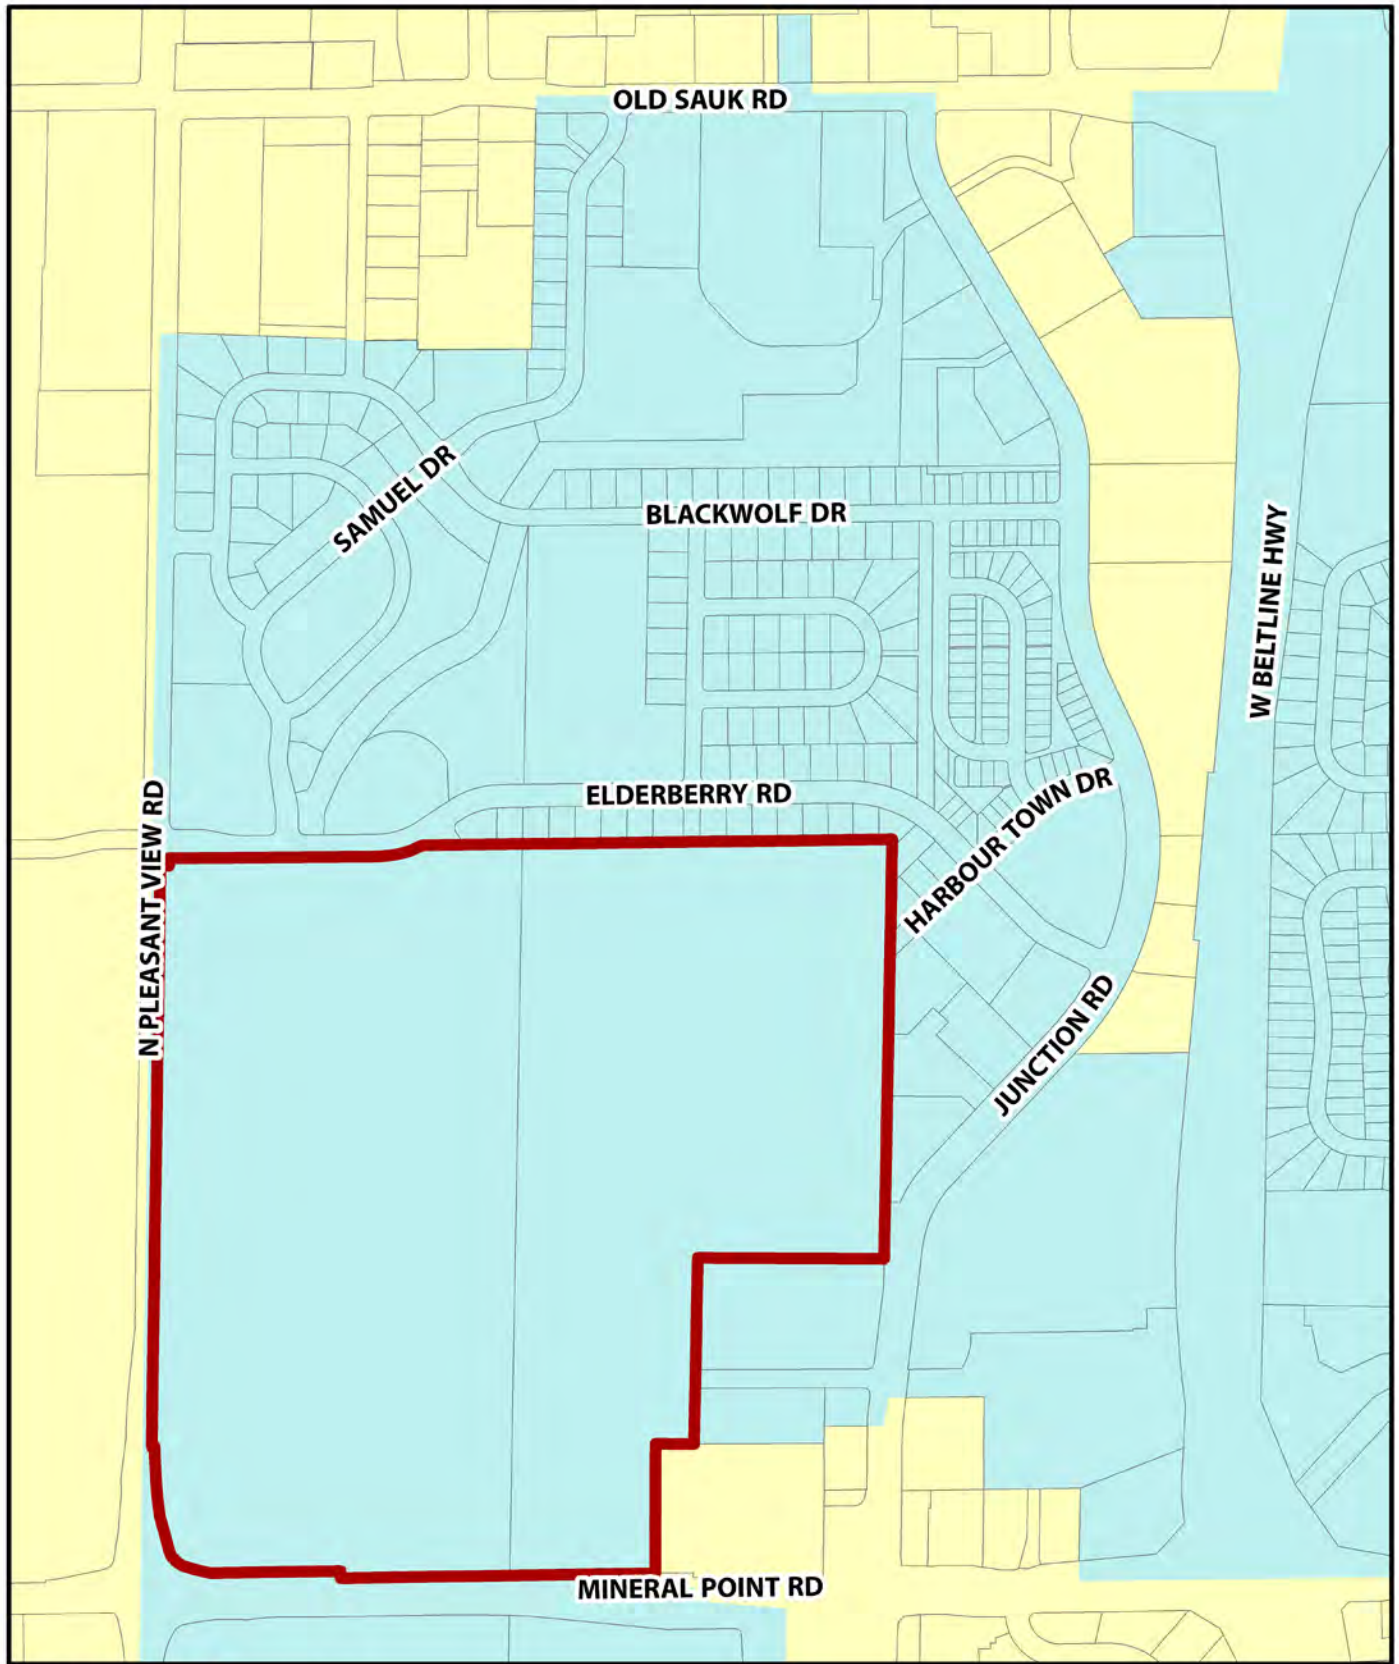 OLD SAUK RD
SAMUEL DR
BLACKWOLF DR
W BELTLINE HWY
ELDERBERRY RD
HARBOUR TOWN DR
N PLEASANT VIEW RD
JUNCTION RD
MINERAL POINT RD